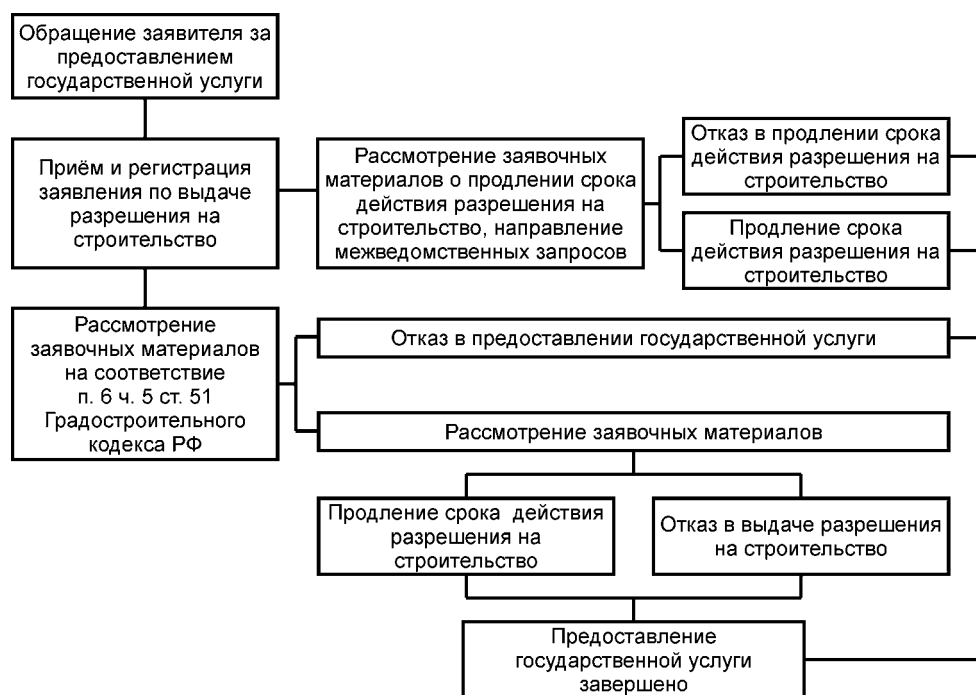 Обращение заявителя за
предоставлением
государственной услуги
Приём и регистрация
заявления по выдаче
разрешения на
строительство
Рассмотрение заявочных
материалов о продлении срока
действия разрешения на
строительство, направление
межведомственных запросов
Отказ в продлении срока
действия разрешения на
строительство
Продление срока
действия разрешения на
строительство
Рассмотрение
заявочных материалов
на соответствие
п. 6 ч. 5 ст. 51
Градостроительного
кодекса РФ
Отказ в предоставлении государственной услуги
Рассмотрение заявочных материалов
Продление срока действия
разрешения на
строительство
Отказ в выдаче разрешения
на строительство
Предоставление
государственной услуги
завершено